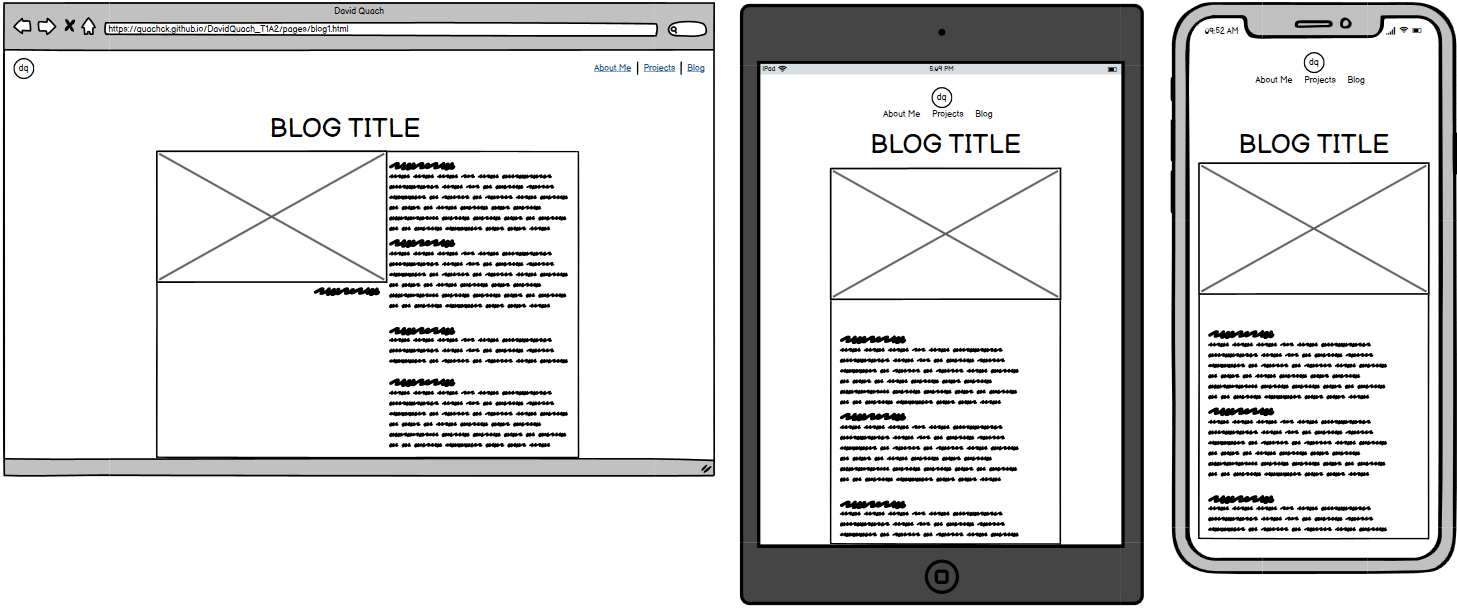 David Quach
https://quachck.github.io/DavidQuach_T1A2/pages/blog1.html
dq
About Me | Projects | Blog
BLOG TITLE
iPad 5:09 PM
dq
About Me Projects Blog
BLOG TITLE
09:52 AM
dq
About Me Projects Blog
BLOG TITLE